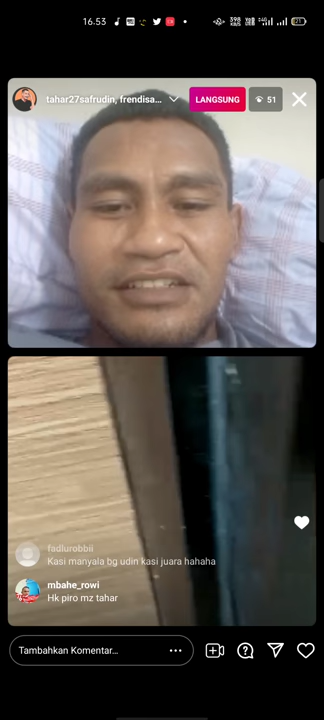 16.53
tahar27safrudin, frendisa...
LANGSUNG
51
fadlurobbii
Kasi manyala bg udin kasi juara hahaha
mbahe_rowi
Hk piro mz tahar
Tambahkan Komentar...